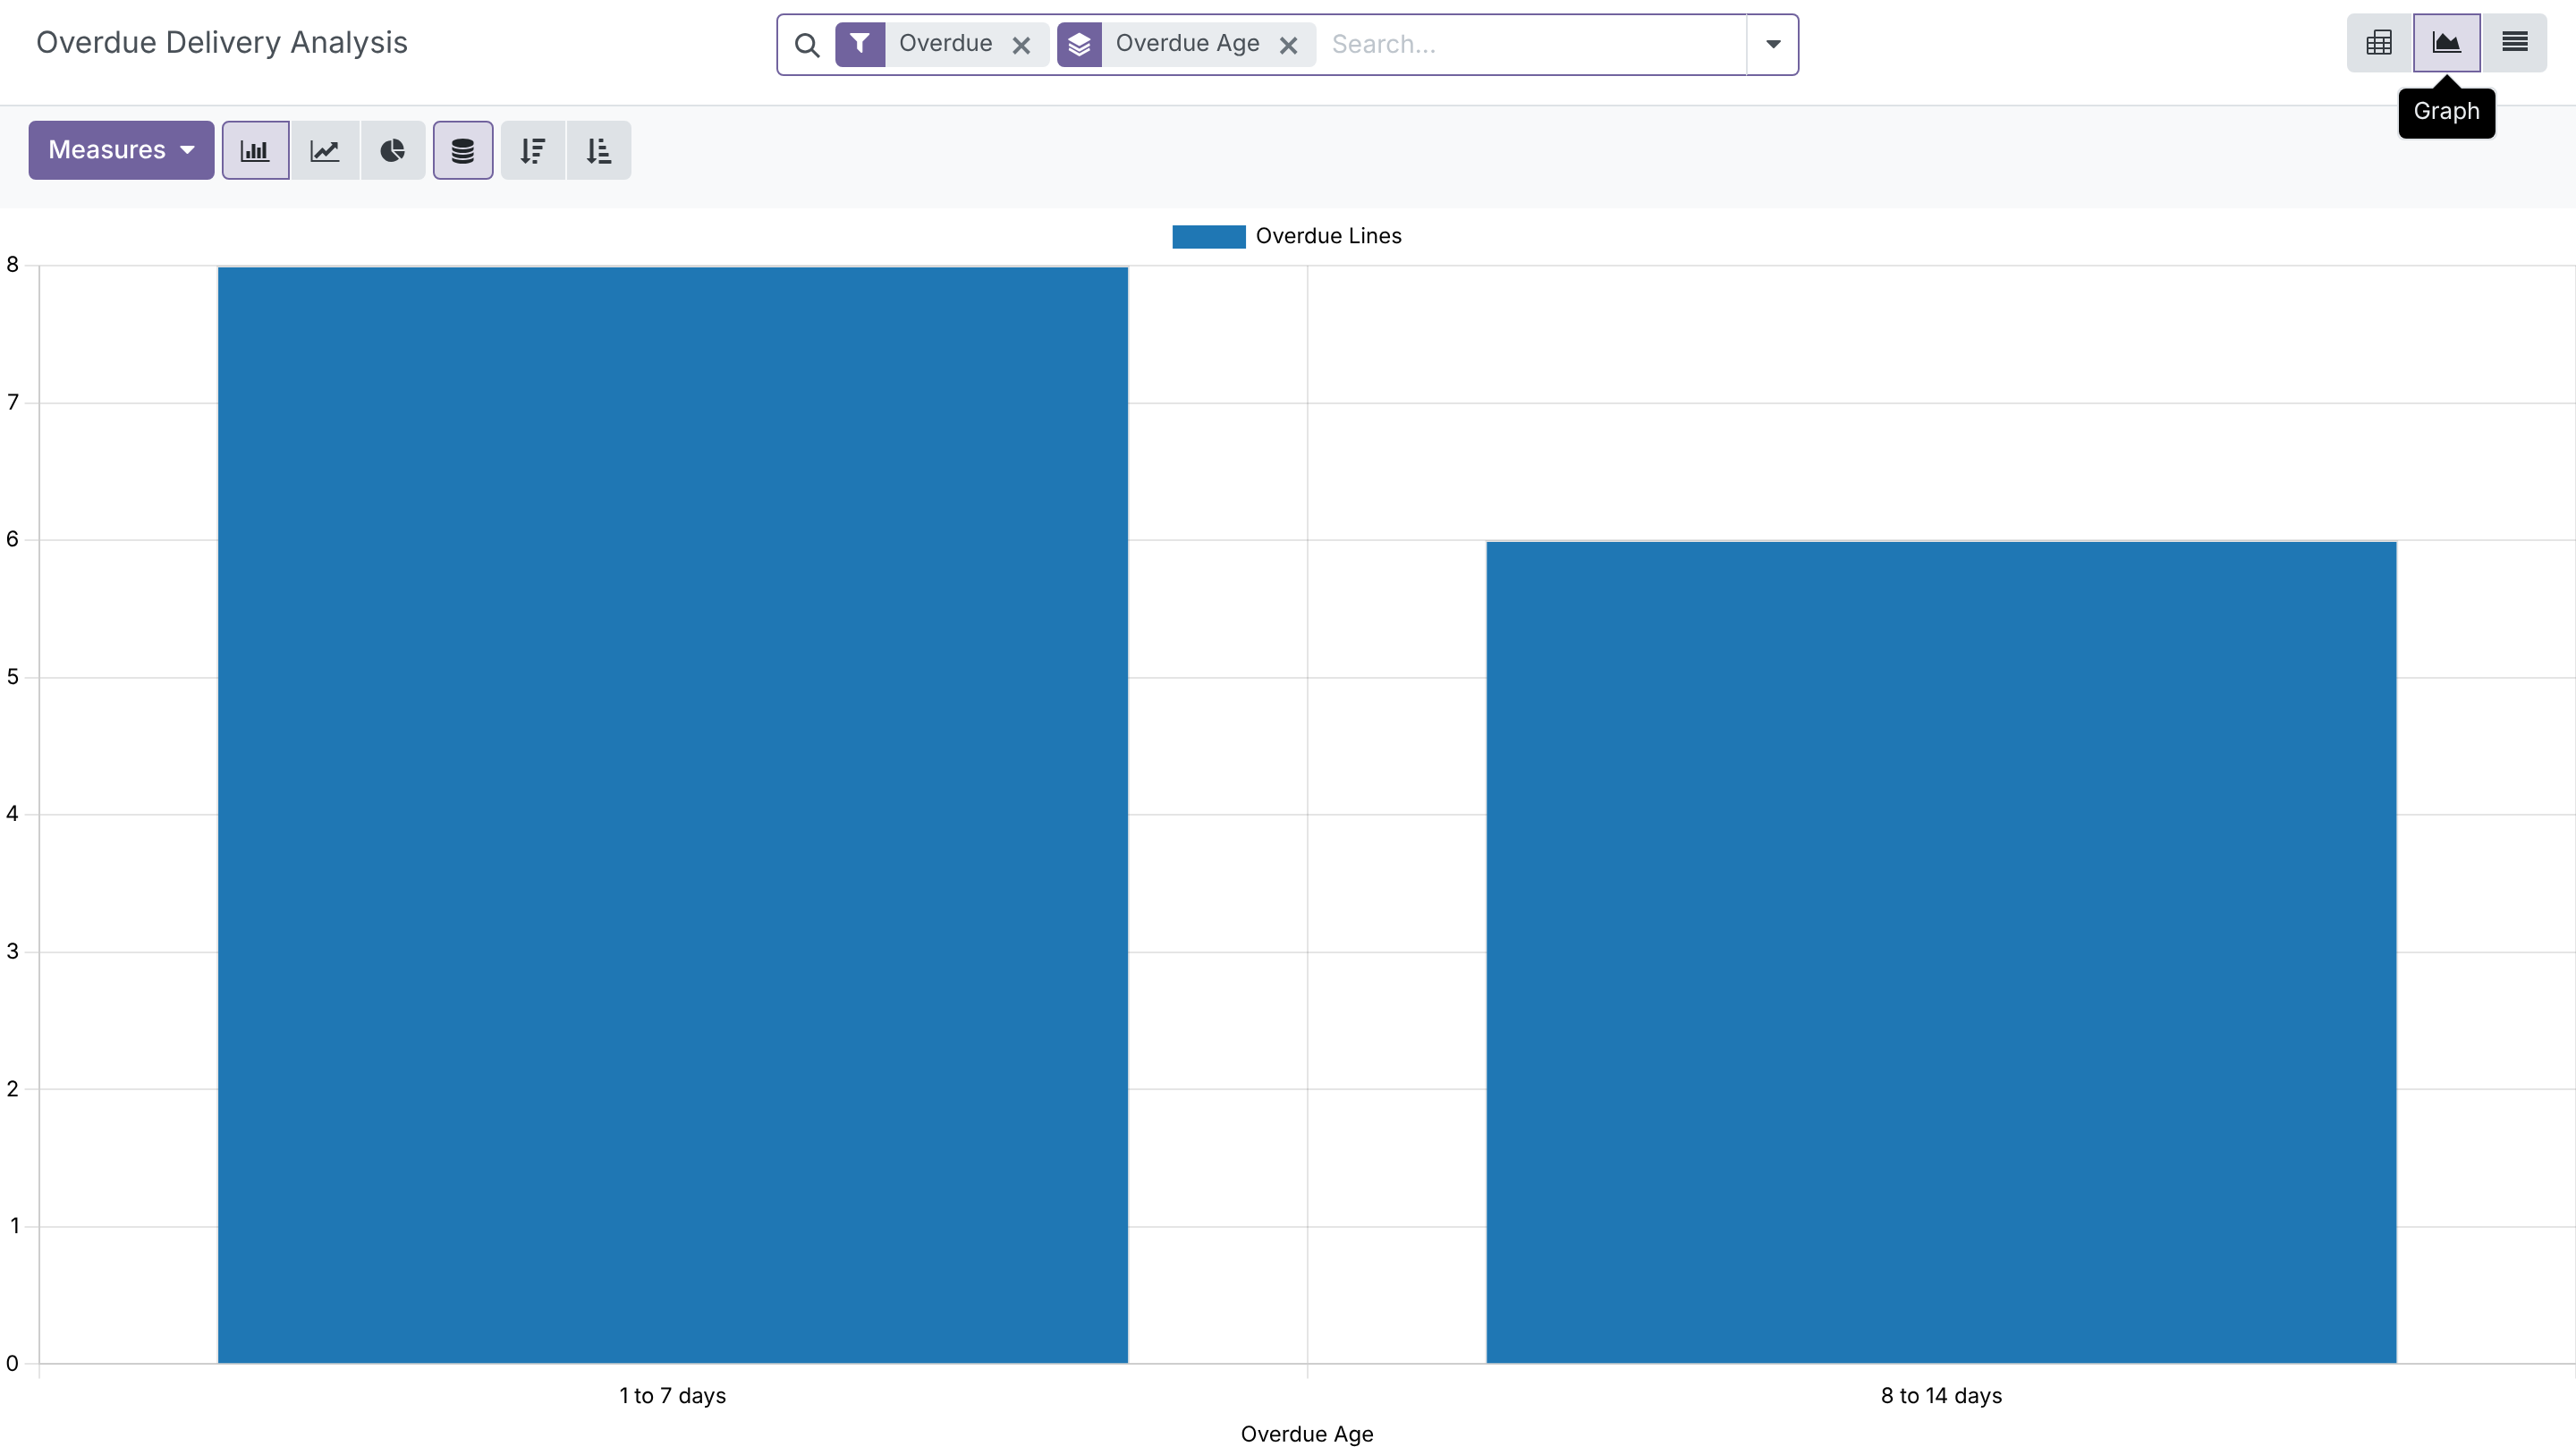 Overdue Delivery Analysis
Overdue
Overdue Age
Search...
Graph
Measures
Overdue Lines
8
7
6
5
4
3
2
1
0
1 to 7 days
8 to 14 days
Overdue Age